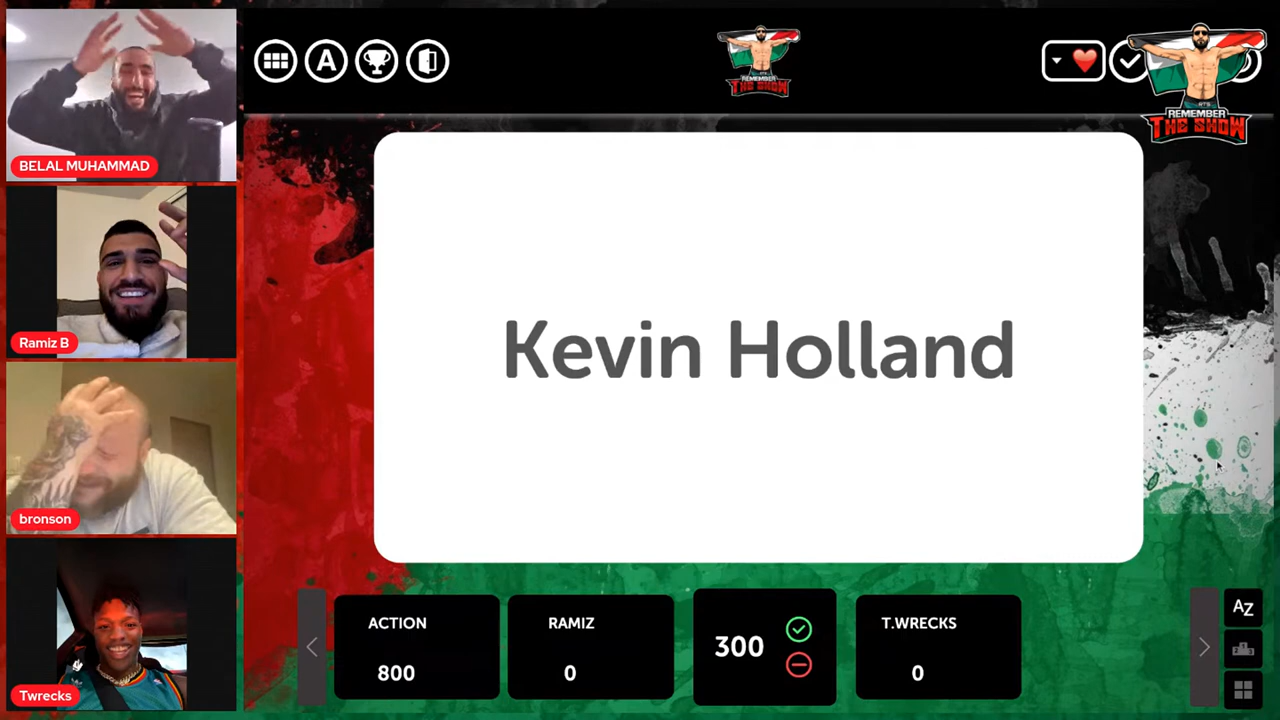 BELAL MUHAMMAD
Ramiz B
bronson
Twrecks
A
REMEMBER
THE SHOW
RTS
REMEMBER
THE SHOW
Kevin Holland
ACTION
800
RAMIZ
0
300
T.WRECKS
0
AZ